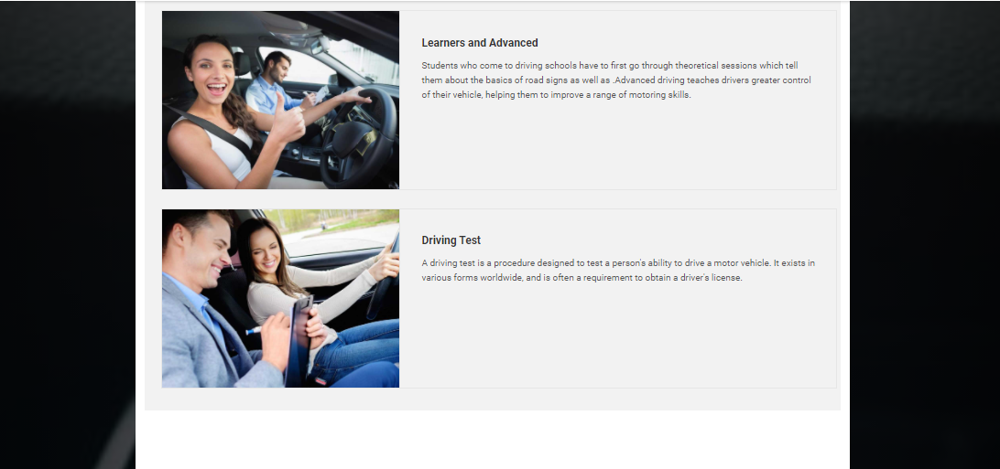 Learners and Advanced
Students who come to driving schools have to first go through theoretical sessions which tell
them about the basics of road signs as well as .Advanced driving teaches drivers greater control
of their vehicle, helping them to improve a range of motoring skills.
Driving Test
A driving test is a procedure designed to test a person's ability to drive a motor vehicle. It exists in
various forms worldwide, and is often a requirement to obtain a driver's license.